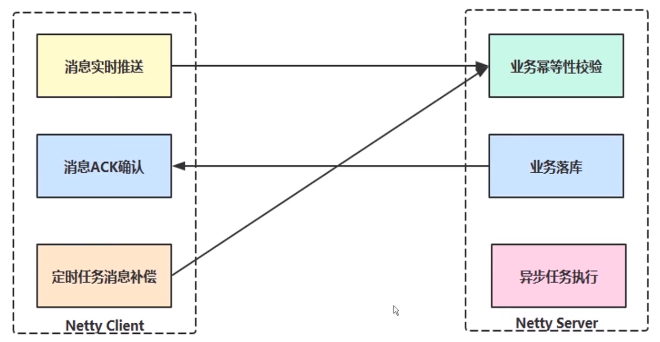 消息实时推送
业务幂等性校验
消息ACK确认
业务落库
定时任务消息补偿
异步任务执行
Netty Client
Netty Server